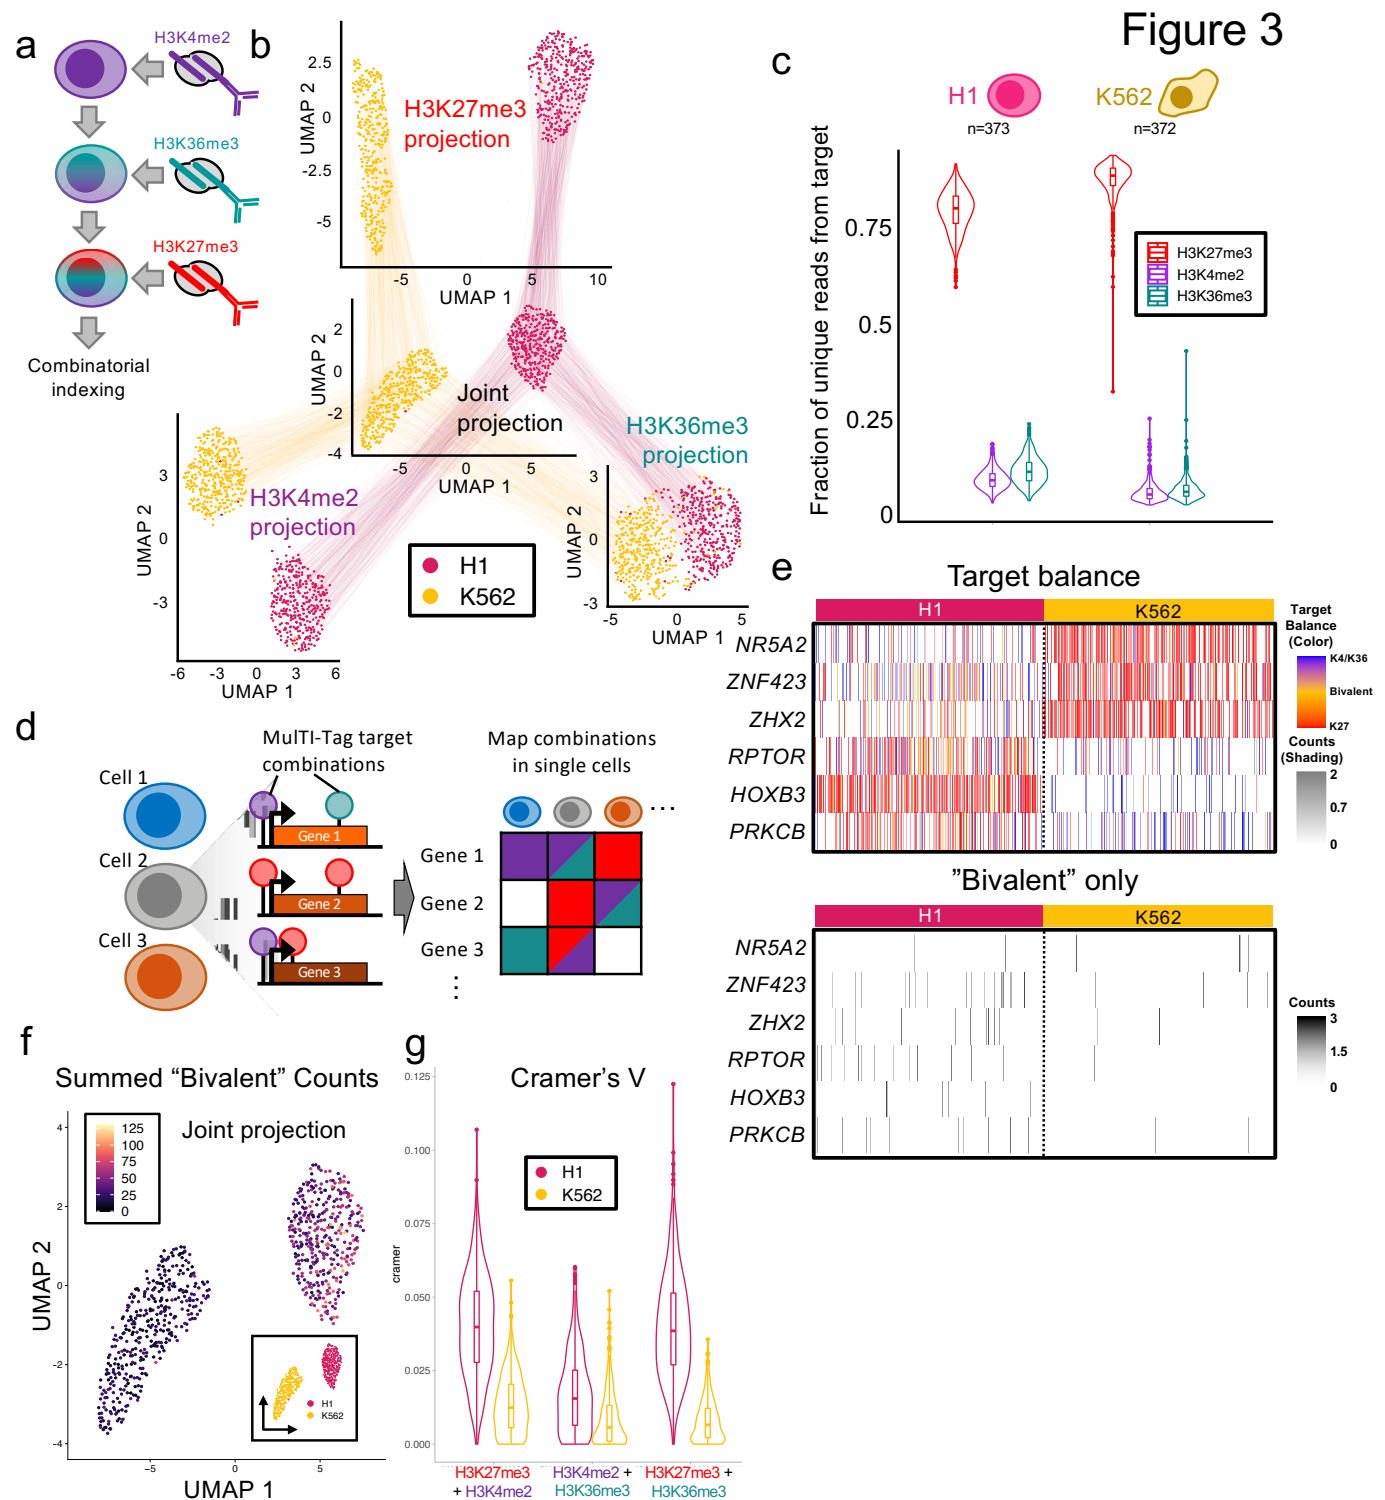 Figure 3
a
H3K4me2
H3K36me3
H3K27me3
Combinatorial
indexing
b
H3K27me3
projection
UMAP 2
2.5
0
-2.5
-5
-5
0
5
10
UMAP 1
UMAP 2
2
0
-2
-4
Joint
projection
-5
0
5
UMAP 1
H3K4me2
projection
UMAP 2
3
0
-3
-6
-3
0
3
6
UMAP 1
H3K36me3
projection
UMAP 2
3
0
-3
-5
0
5
UMAP 1
H1
K562
c
H1
n=373
K562
n=372
Fraction of unique reads from target
0.75
0.5
0.25
0
H3K27me3
H3K4me2
H3K36me3
d
Cell 1
Cell 2
Cell 3
MulTI-Tag target
combinations
Gene 1
Gene 2
Gene 3
Map combinations
in single cells
...
Gene 1
Gene 2
Gene 3
⋮
e
Target balance
H1
K562
NR5A2
ZNF423
ZHX2
RPTOR
HOXB3
PRKCB
Target
Balance
(Color)
K4/K36
Bivalent
K27
Counts
(Shading)
2
0.7
0
”Bivalent” only
H1
K562
NR5A2
ZNF423
ZHX2
RPTOR
HOXB3
PRKCB
Counts
3
1.5
0
f
Summed “Bivalent” Counts
Joint projection
125
100
75
50
25
0
UMAP 2
4
2
0
-2
-4
-5
0
5
UMAP 1
H1
K562
g
Cramer’s V
cramer
0.125
0.100
0.075
0.050
0.025
0.000
H1
K562
H3K27me3
+ H3K4me2
H3K4me2 +
H3K36me3
H3K27me3 +
H3K36me3